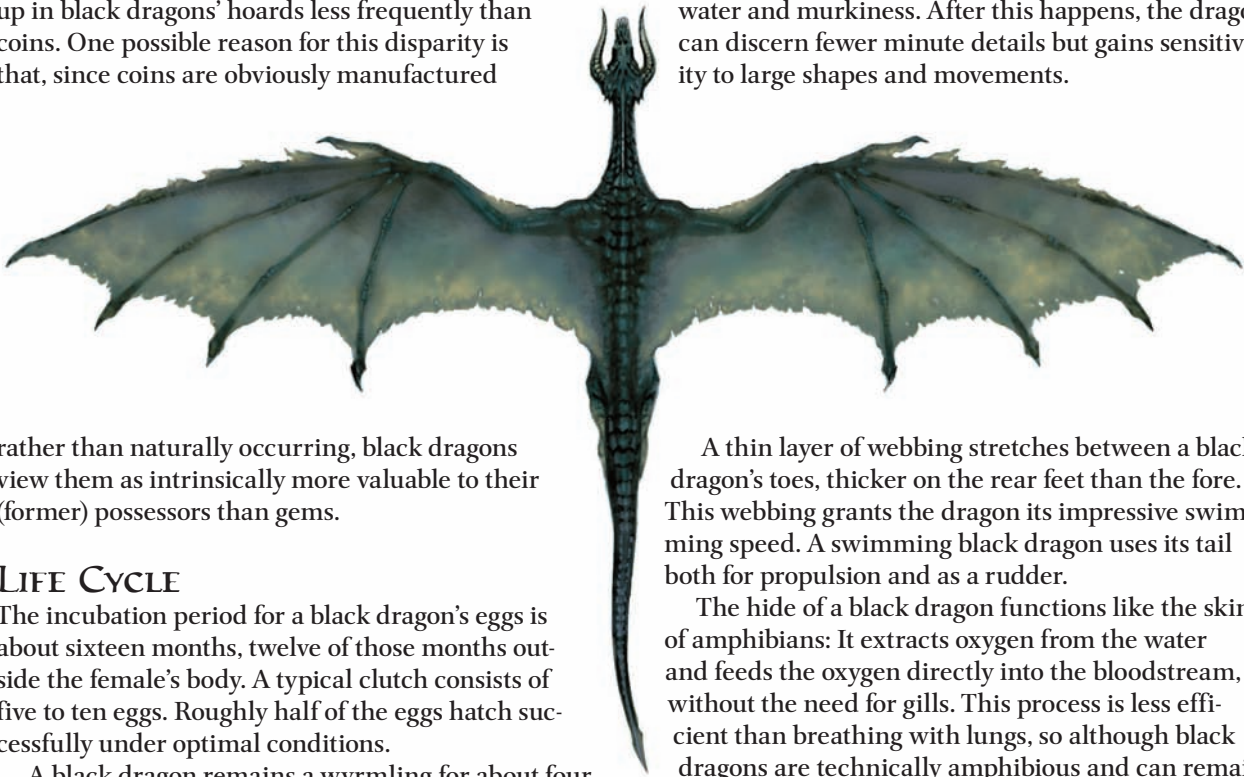 up in black dragons’ hoards less frequently than
coins. One possible reason for this disparity is
that, since coins are obviously manufactured
rather than naturally occurring, black dragons
view them as intrinsically more valuable to their
(former) possessors than gems.
Life Cycle
The incubation period for a black dragon’s eggs is
about sixteen months, twelve of those months out-
side the female’s body. A typical clutch consists of
five to ten eggs. Roughly half of the eggs hatch suc-
cessfully under optimal conditions.
A black dragon remains a wyrmling for about four
water and murkiness. After this happens, the drago
can discern fewer minute details but gains sensitiv
ity to large shapes and movements.
A thin layer of webbing stretches between a black
dragon’s toes, thicker on the rear feet than the fore.
This webbing grants the dragon its impressive swim
ming speed. A swimming black dragon uses its tail
both for propulsion and as a rudder.
The hide of a black dragon functions like the skin
of amphibians: It extracts oxygen from the water
and feeds the oxygen directly into the bloodstream,
without the need for gills. This process is less effi-
cient than breathing with lungs, so although black
dragons are technically amphibious and can remai